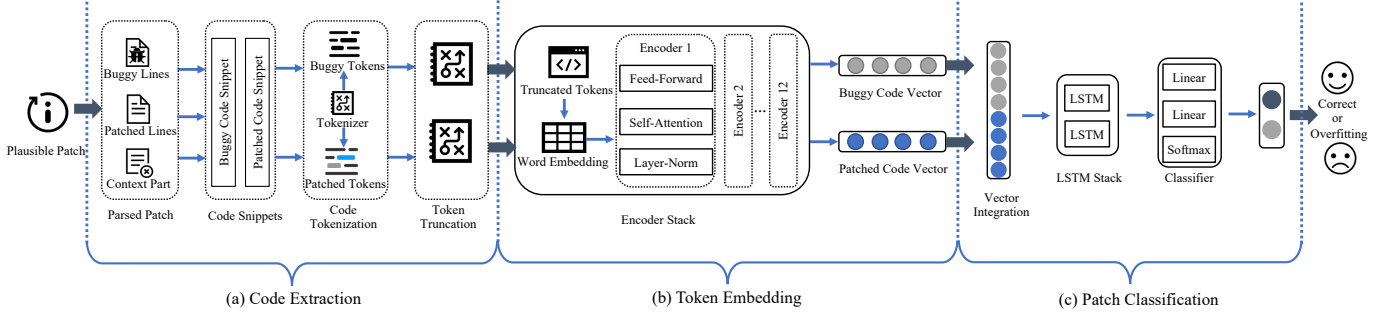 Plausible Patch
Buggy Lines
Patched Lines
Context Part
Parsed Patch
Buggy Code Snippet
Patched Code Snippet
Code Snippets
Buggy Tokens
Tokenizer
Patched Tokens
Code
Tokenization
Token
Truncation
(a) Code Extraction
Truncated Tokens
Word Embedding
Encoder 1
Feed-Forward
Self-Attention
Layer-Norm
Encoder 2
...
Encoder 12
Encoder Stack
Buggy Code Vector
Patched Code Vector
(b) Token Embedding
Vector
Integration
LSTM
LSTM
LSTM Stack
Linear
Linear
Softmax
Classifier
Correct
or
Overfitting
(c) Patch Classification